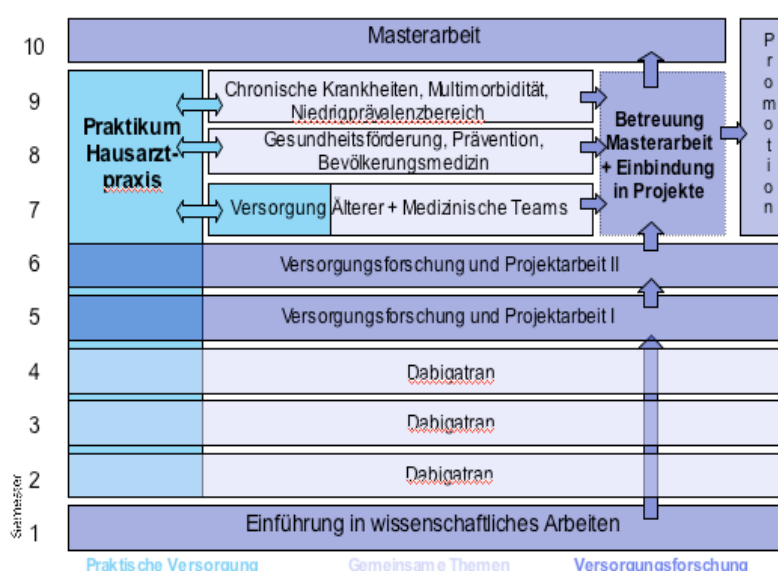 10
Masterarbeit
Promotion
9
Chronische Krankheiten, Multimorbidität,
Niedrigprävalenzbereich
Praktikum
Hausarzt-
praxis
Betreuung
Masterarbeit
+ Einbindung
in Projekte
8
Gesundheitsförderung, Prävention,
Bevölkerungsmedizin
7
Versorgung Älterer + Medizinische Teams
6
Versorgungsforschung und Projektarbeit II
5
Versorgungsforschung und Projektarbeit I
4
Dabigatran
3
Dabigatran
2
Dabigatran
Semester
1
Einführung in wissenschaftliches Arbeiten
Praktische Versorgung
Gemeinsame Themen
Versorgungsforschung